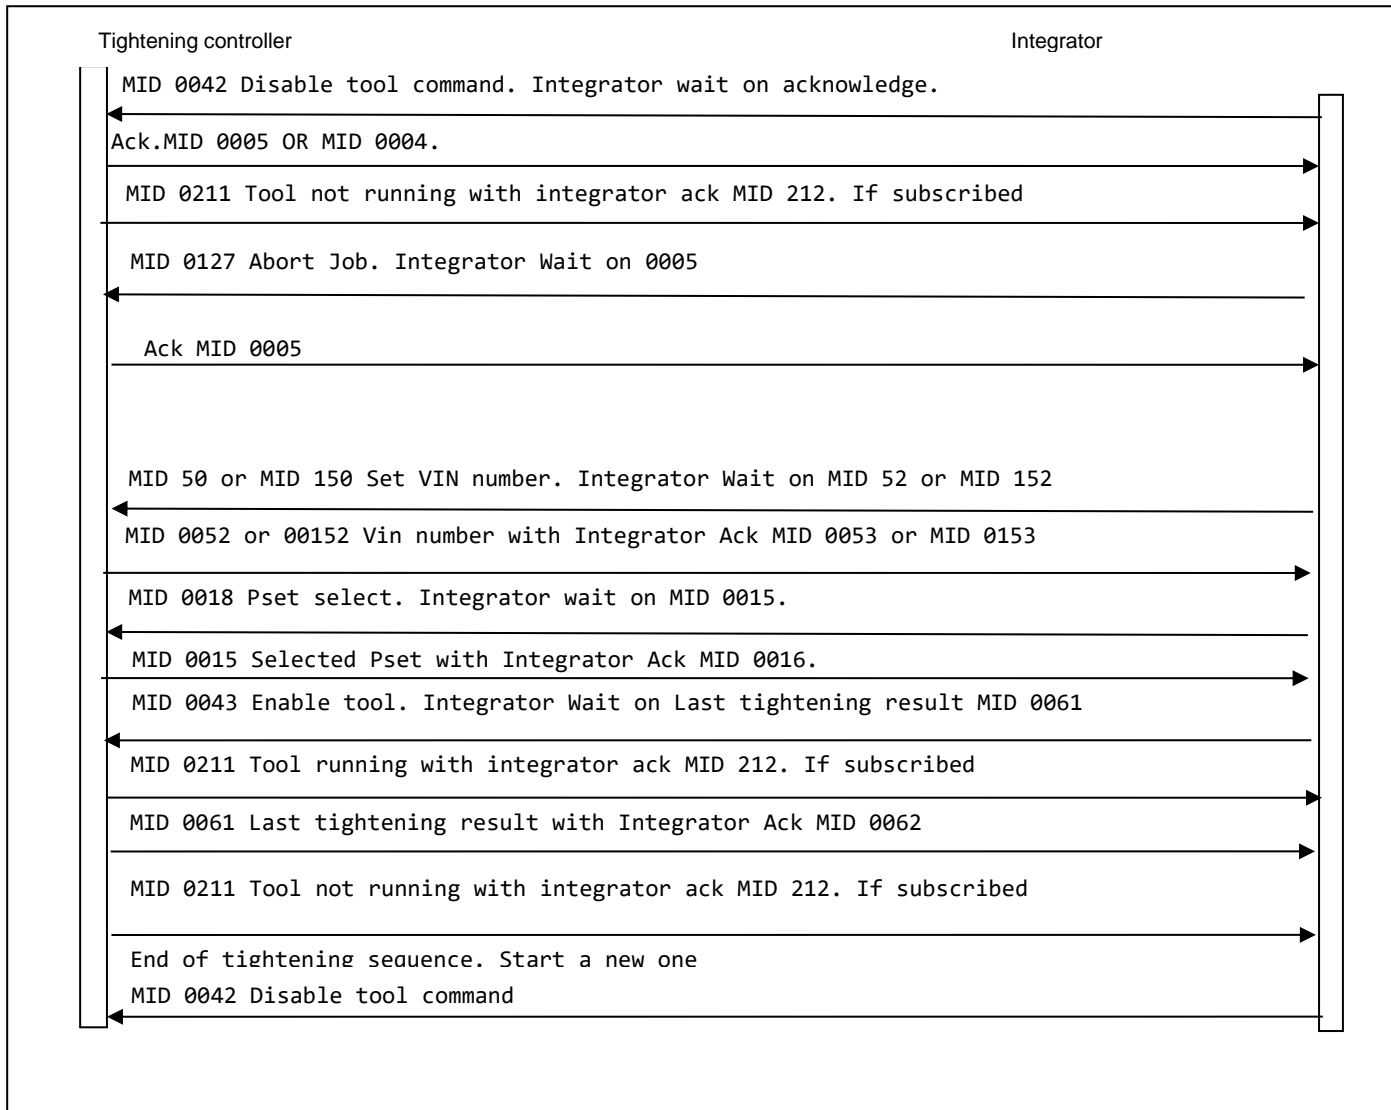 Tightening controller
Integrator
MID 0042 Disable tool command. Integrator wait on acknowledge.
Ack.MID 0005 OR MID 0004.
MID 0211 Tool not running with integrator ack MID 212. If subscribed
MID 0127 Abort Job. Integrator Wait on 0005
Ack MID 0005
MID 50 or MID 150 Set VIN number. Integrator Wait on MID 52 or MID 152
MID 0052 or 00152 Vin number with Integrator Ack MID 0053 or MID 0153
MID 0018 Pset select. Integrator wait on MID 0015.
MID 0015 Selected Pset with Integrator Ack MID 0016.
MID 0043 Enable tool. Integrator Wait on Last tightening result MID 0061
MID 0211 Tool running with integrator ack MID 212. If subscribed
MID 0061 Last tightening result with Integrator Ack MID 0062
MID 0211 Tool not running with integrator ack MID 212. If subscribed
End of tightening sequence. Start a new one
MID 0042 Disable tool command